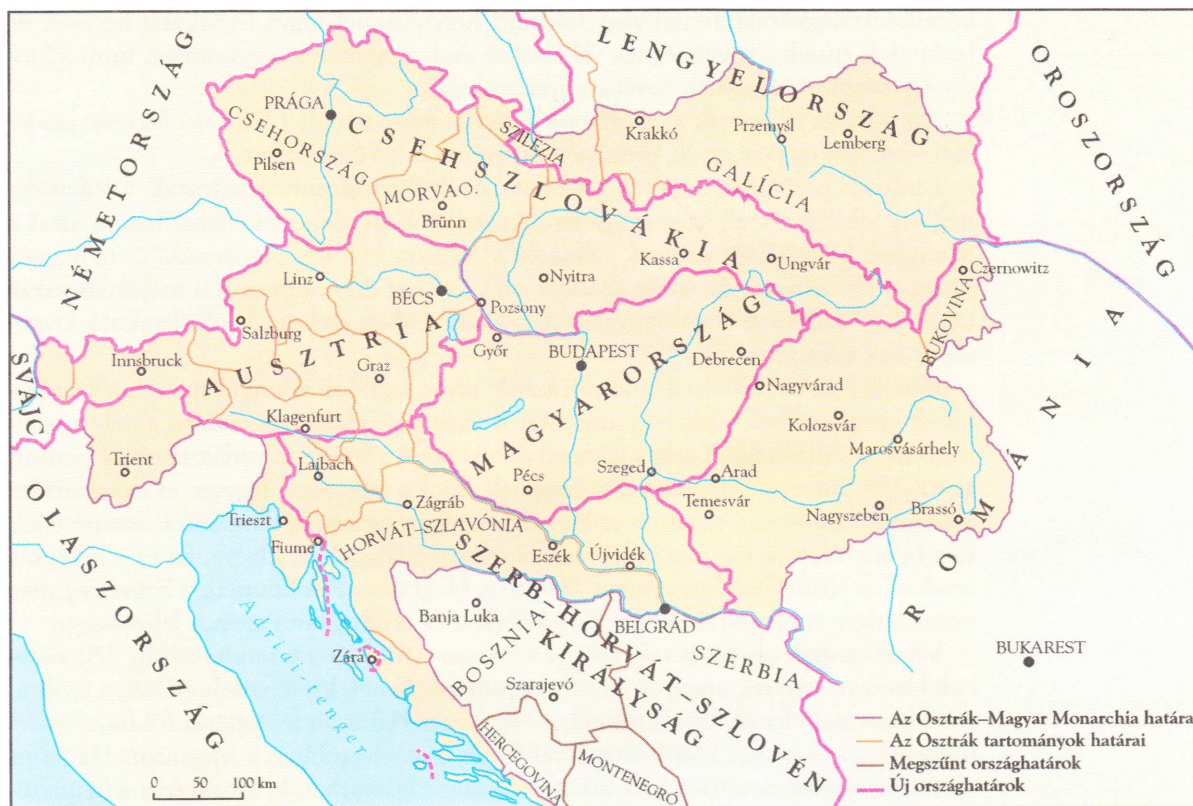 NÉMETORSZÁG
LENGYELORSZÁG
OROSZORSZÁG
PRÁGA
CSEHORSZÁG
Pilsen
CSEHSZLOVÁKIA
SZILÉZIA
Krakkó
Przemyśl
Lemberg
GALÍCIA
MORVAO.
Brünn
Linz
BÉCS
Nyitra
Kassa
Ungvár
Czernowitz
BUKOVINA
Pozsony
Salzburg
AUSZTRIA
Győr
BUDAPEST
MAGYARORSZÁG
Debrecen
SVÁJC
Innsbruck
Graz
Nagyvárad
Kolozsvár
ROMÁNIA
Klagenfurt
Marosvásárhely
Trient
Laibach
Pécs
Szeged
Arad
Zágráb
Temesvár
Nagyszeben
Brassó
OLASZORSZÁG
Trieszt
Fiume
HORVÁT–SZLAVÓNIA
Eszék
Újvidék
SZERB–HORVÁT–SZLOVÉN
KIRÁLYSÁG
Banja Luka
BELGRÁD
Adriai-tenger
Zára
BOSZNIA
SZERBIA
BUKAREST
Szarajevó
HERCEGOVINA
MONTENEGRÓ
0 50 100 km
Az Osztrák–Magyar Monarchia határa
Az Osztrák tartományok határai
Megszűnt országhatárok
Új országhatárok